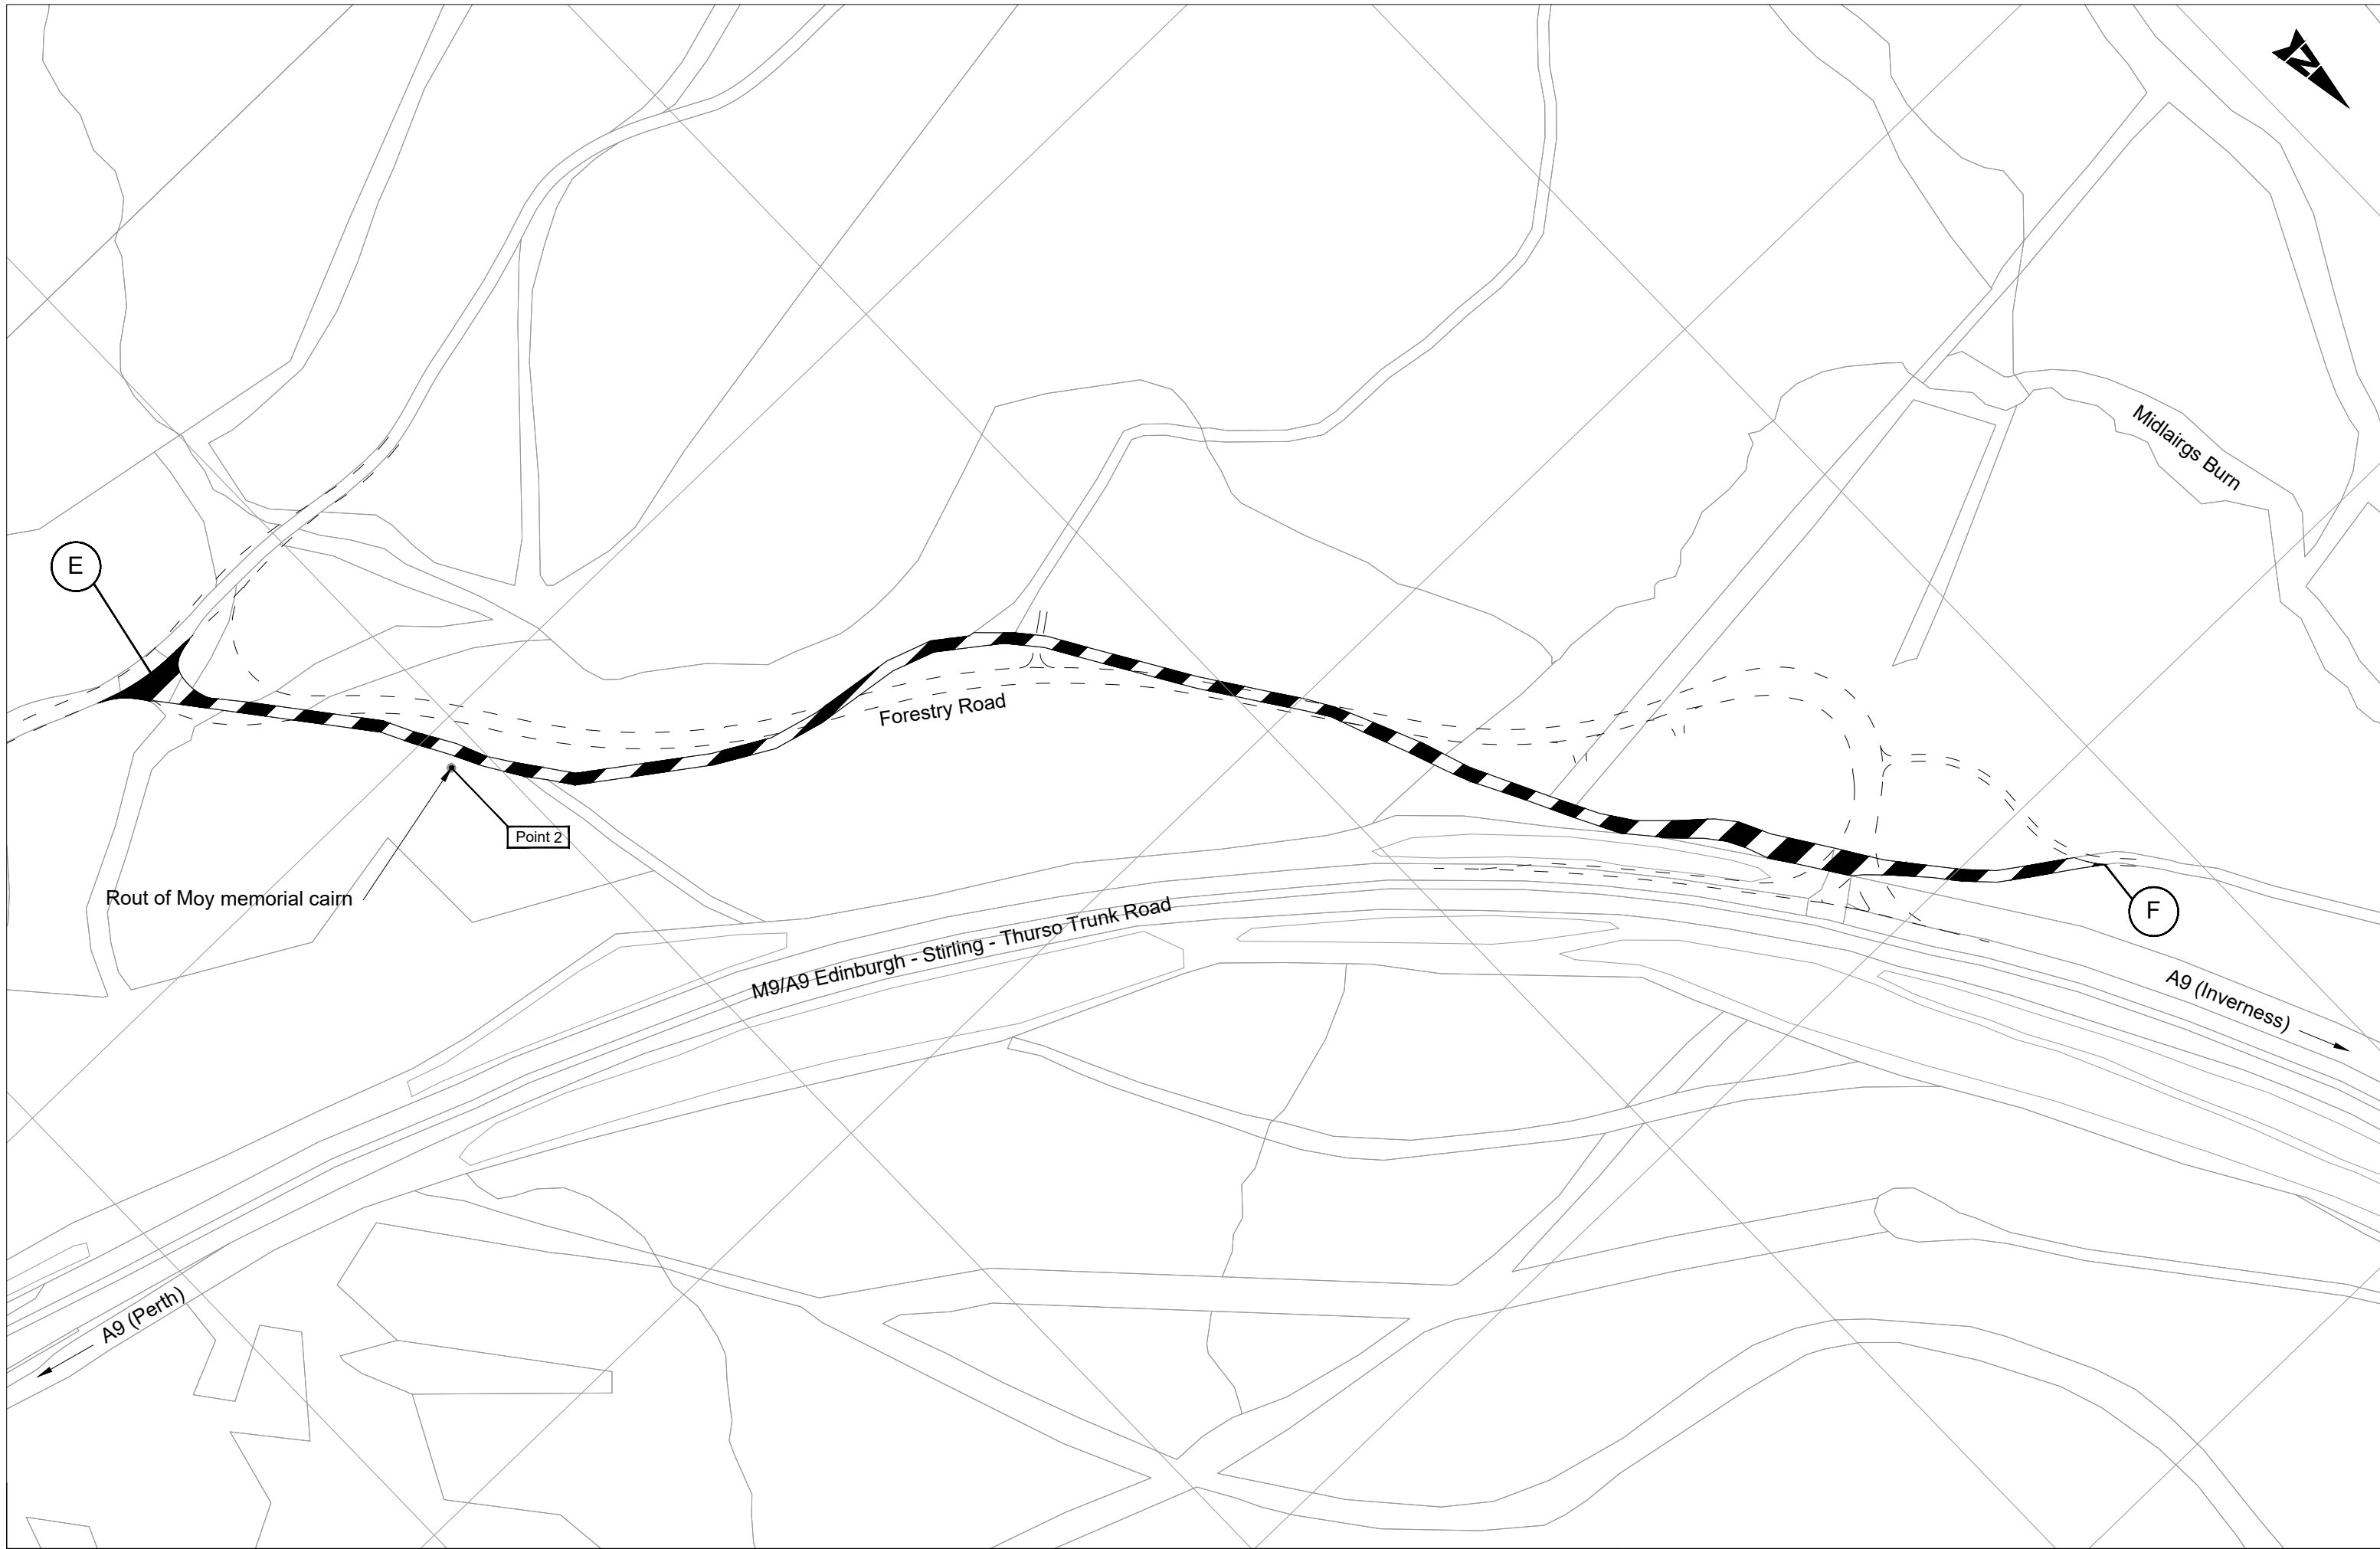 N
Midlairgs Burn
E
Forestry Road
Point 2
Rout of Moy memorial cairn
F
M9/A9 Edinburgh - Stirling - Thurso Trunk Road
A9 (Inverness)
A9 (Perth)